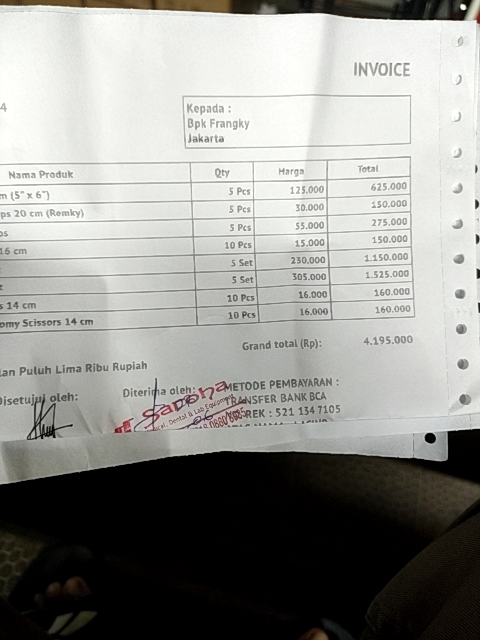 INVOICE
4
Kepada :
Bpk Frangky
Jakarta
Nama Produk Qty Harga Total
m (5" x 6") 5 Pcs 125.000 625.000
ps 20 cm (Remky) 5 Pcs 30.000 150.000
os 5 Pcs 55.000 275.000
16 cm 10 Pcs 15.000 150.000
5 Set 230.000 1.150.000
t 5 Set 305.000 1.525.000
s 14 cm 10 Pcs 16.000 160.000
omy Scissors 14 cm 10 Pcs 16.000 160.000
Grand total (Rp): 4.195.000
lan Puluh Lima Ribu Rupiah
Disetujui oleh: Diterima oleh: METODE PEMBAYARAN :
TRANSFER BANK BCA
REK : 521 134 7105
Dental & Lab Equipment